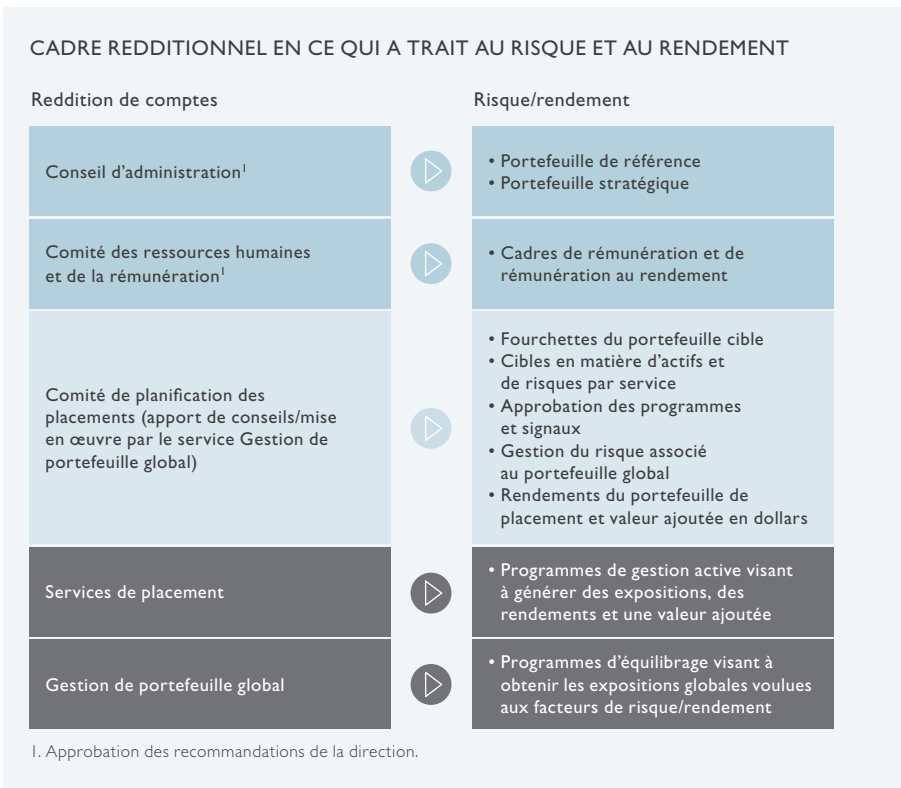 CADRE REDDITIONNEL EN CE QUI A TRAIT AU RISQUE ET AU RENDEMENT
Reddition de comptes
Risque/rendement
Conseil d'administration¹
• Portefeuille de référence
• Portefeuille stratégique
Comité des ressources humaines
et de la rémunération¹
• Cadres de rémunération et de
rémunération au rendement
Comité de planification des
placements (apport de conseils/mise
en œuvre par le service Gestion de
portefeuille global)
• Fourchettes du portefeuille cible
• Cibles en matière d'actifs et
de risques par service
• Approbation des programmes
et signaux
• Gestion du risque associé
au portefeuille global
• Rendements du portefeuille de
placement et valeur ajoutée en dollars
Services de placement
• Programmes de gestion active visant
à générer des expositions, des
rendements et une valeur ajoutée
Gestion de portefeuille global
• Programmes d'équilibrage visant à
obtenir les expositions globales voulues
aux facteurs de risque/rendement
1. Approbation des recommandations de la direction.